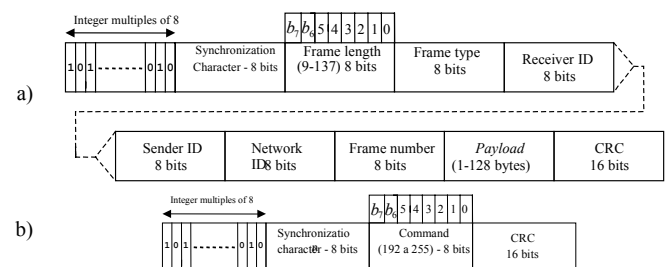 Integer multiples of 8
b7 b6 5 4 3 2 1 0
1 0 1 ------- 0 1 0
Synchronization
Character - 8 bits
Frame length
(9-137) 8 bits
Frame type
8 bits
Receiver ID
8 bits
a)
Sender ID
8 bits
Network
ID8 bits
Frame number
8 bits
Payload
(1-128 bytes)
CRC
16 bits
Integer multiples of 8
b7 b6 5 4 3 2 1 0
b)
1 0 1 ------- 0 1 0
Synchronizatio
character - 8 bits
Command
(192 a 255) - 8 bits
CRC
16 bits